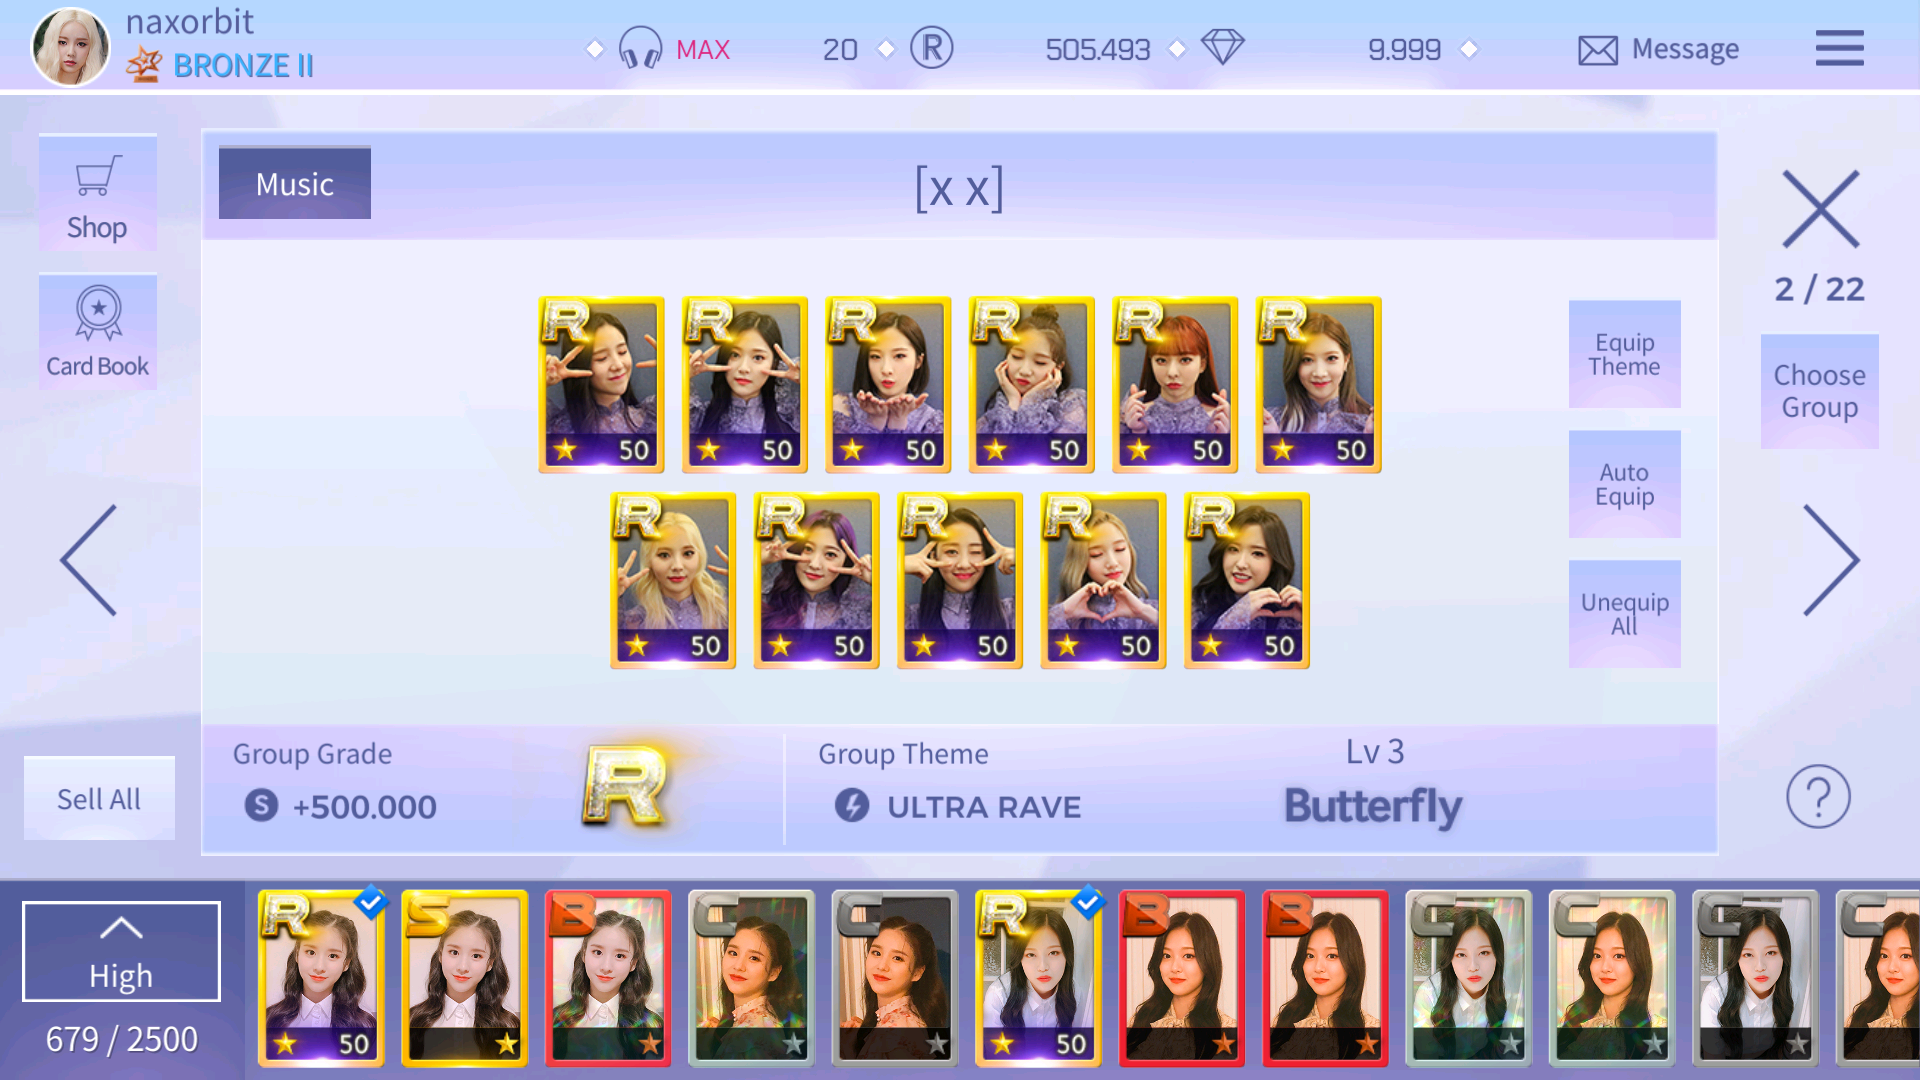 naxorbit
BRONZE II
MAX
20
R
505.493
9.999
Message
Shop
Card Book
Music
[x x]
2 / 22
Choose
Group
R R R R R R
50 50 50 50 50 50
R R R R R
50 50 50 50 50
Equip
Theme
Auto
Equip
Unequip
All
Sell All
Group Grade
S +500.000
R
Group Theme
ULTRA RAVE
Lv 3
Butterfly
?
High
679 / 2500
R S B C C R B B C C C C
50 50